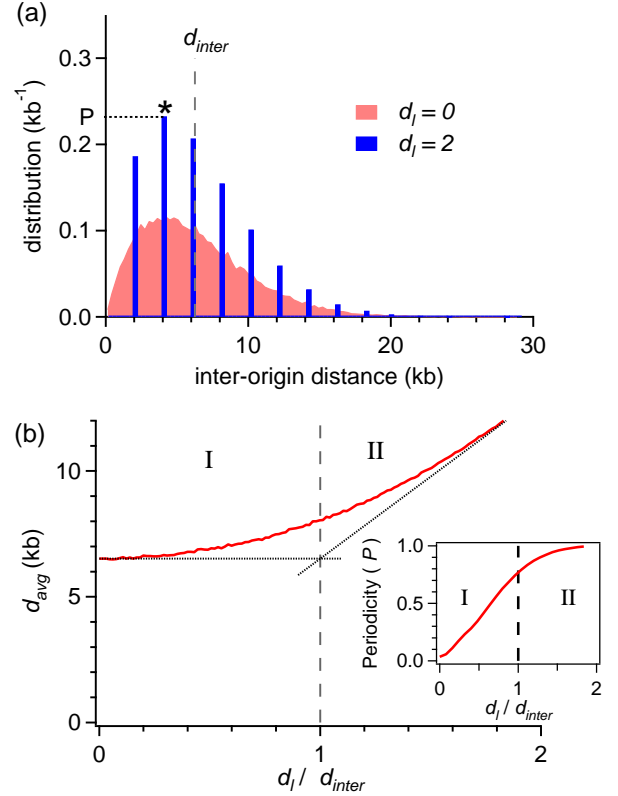 (a)
d_inter
0.3
0.2
0.1
0.0
distribution (kb⁻¹)
P
*
d_l = 0
d_l = 2
0
10
20
30
inter-origin distance (kb)
(b)
I
II
10
5
0
d_avg (kb)
0
1
2
d_l / d_inter
1.0
0.5
0.0
Periodicity ( P )
I
II
0
1
2
d_l / d_inter